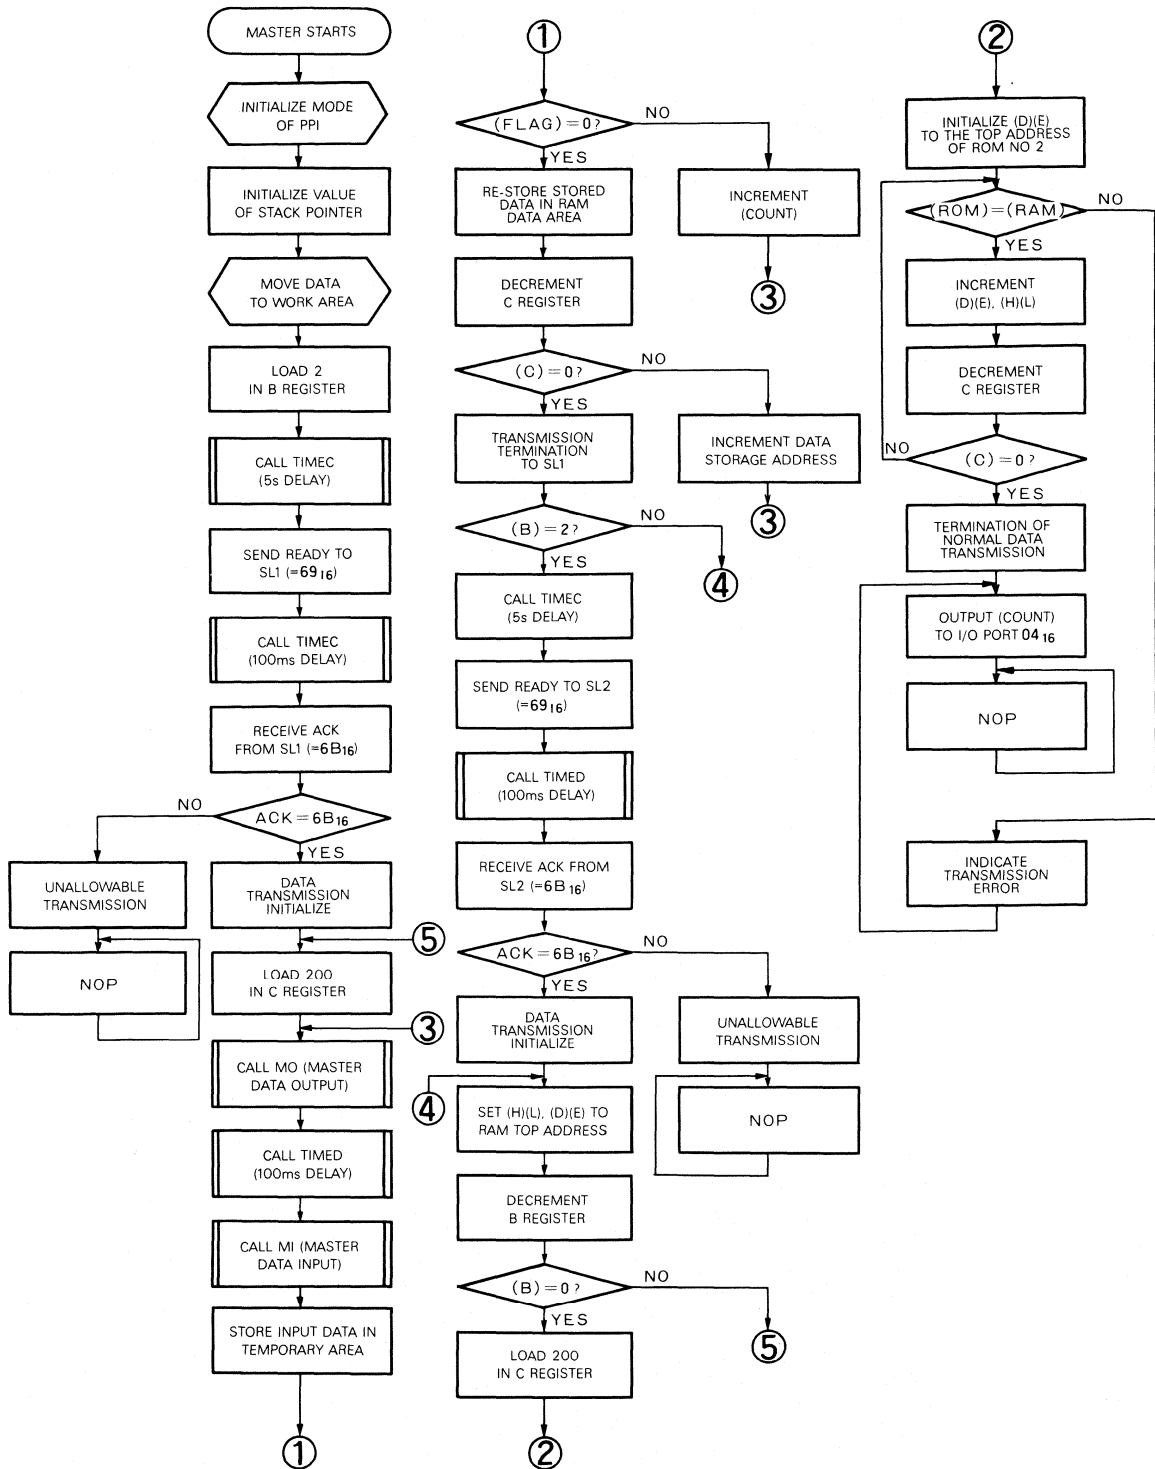 MASTER STARTS
INITIALIZE MODE
OF PPI
INITIALIZE VALUE
OF STACK POINTER
MOVE DATA
TO WORK AREA
LOAD 2
IN B REGISTER
CALL TIMEC
(5s DELAY)
SEND READY TO
SL1 (=69₁₆)
CALL TIMEC
(100ms DELAY)
RECEIVE ACK
FROM SL1 (=6B₁₆)
ACK=6B₁₆
NO
YES
UNALLOWABLE
TRANSMISSION
NOP
DATA
TRANSMISSION
INITIALIZE
⑤
LOAD 200
IN C REGISTER
③
CALL MO (MASTER
DATA OUTPUT)
CALL TIMED
(100ms DELAY)
CALL MI (MASTER
DATA INPUT)
STORE INPUT DATA IN
TEMPORARY AREA
①
①
(FLAG)=0?
NO
YES
RE-STORE STORED
DATA IN RAM
DATA AREA
INCREMENT
(COUNT)
③
DECREMENT
C REGISTER
(C)=0?
NO
YES
TRANSMISSION
TERMINATION
TO SL1
INCREMENT DATA
STORAGE ADDRESS
③
(B)=2?
NO
YES
④
CALL TIMEC
(5s DELAY)
SEND READY TO SL2
(=69₁₆)
CALL TIMED
(100ms DELAY)
RECEIVE ACK FROM
SL2 (=6B₁₆)
ACK=6B₁₆?
NO
YES
DATA
TRANSMISSION
INITIALIZE
UNALLOWABLE
TRANSMISSION
NOP
④
SET (H)(L), (D)(E) TO
RAM TOP ADDRESS
DECREMENT
B REGISTER
(B)=0?
NO
YES
⑤
LOAD 200
IN C REGISTER
②
②
INITIALIZE (D)(E)
TO THE TOP ADDRESS
OF ROM NO 2
(ROM)=(RAM)
NO
YES
INCREMENT
(D)(E), (H)(L)
DECREMENT
C REGISTER
NO
(C)=0?
YES
TERMINATION OF
NORMAL DATA
TRANSMISSION
OUTPUT (COUNT)
TO I/O PORT 04₁₆
NOP
INDICATE
TRANSMISSION
ERROR